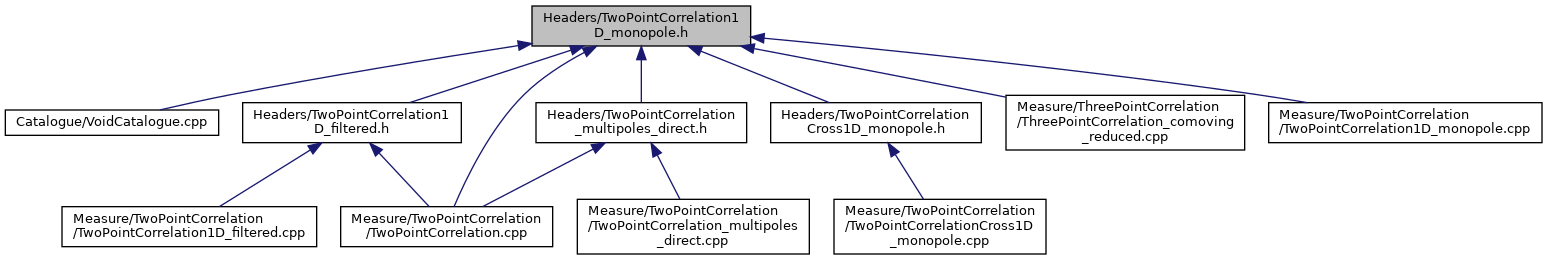 Headers/TwoPointCorrelation1
D_monopole.h
Catalogue/VoidCatalogue.cpp
Headers/TwoPointCorrelation1
D_filtered.h
Headers/TwoPointCorrelation
_multipoles_direct.h
Headers/TwoPointCorrelation
Cross1D_monopole.h
Measure/ThreePointCorrelation
/ThreePointCorrelation_comoving
_reduced.cpp
Measure/TwoPointCorrelation
/TwoPointCorrelation1D_monopole.cpp
Measure/TwoPointCorrelation
/TwoPointCorrelation1D_filtered.cpp
Measure/TwoPointCorrelation
/TwoPointCorrelation.cpp
Measure/TwoPointCorrelation
/TwoPointCorrelation_multipoles
_direct.cpp
Measure/TwoPointCorrelation
/TwoPointCorrelationCross1D
_monopole.cpp